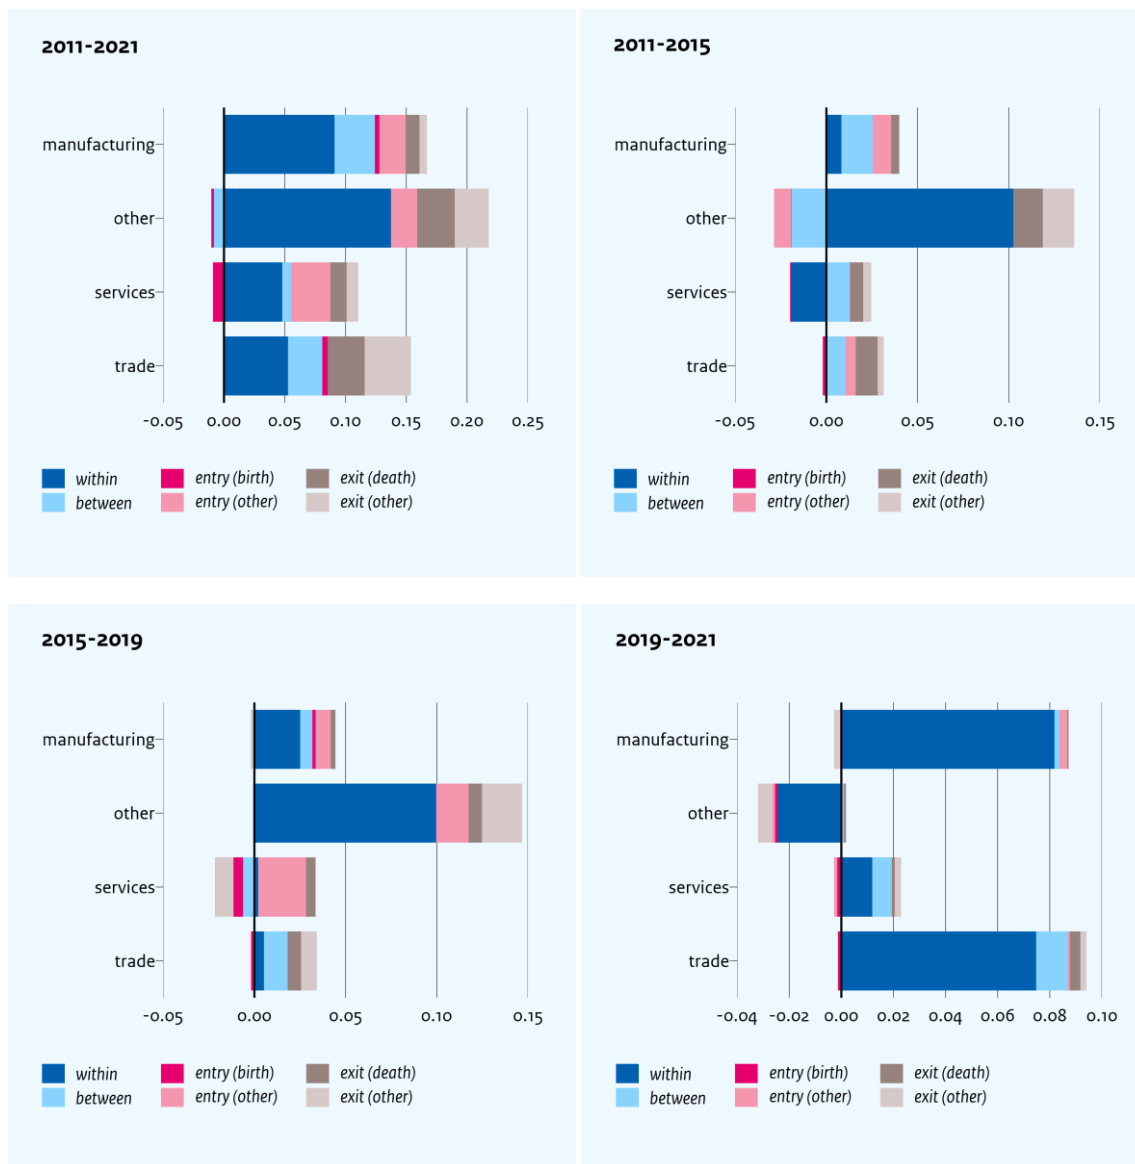 2011-2021
manufacturing
other
services
trade
-0.05 0.00 0.05 0.10 0.15 0.20 0.25
within entry (birth) exit (death)
between entry (other) exit (other)
2011-2015
manufacturing
other
services
trade
-0.05 0.00 0.05 0.10 0.15
within entry (birth) exit (death)
between entry (other) exit (other)
2015-2019
manufacturing
other
services
trade
-0.05 0.00 0.05 0.10 0.15
within entry (birth) exit (death)
between entry (other) exit (other)
2019-2021
manufacturing
other
services
trade
-0.04 -0.02 0.00 0.02 0.04 0.06 0.08 0.10
within entry (birth) exit (death)
between entry (other) exit (other)